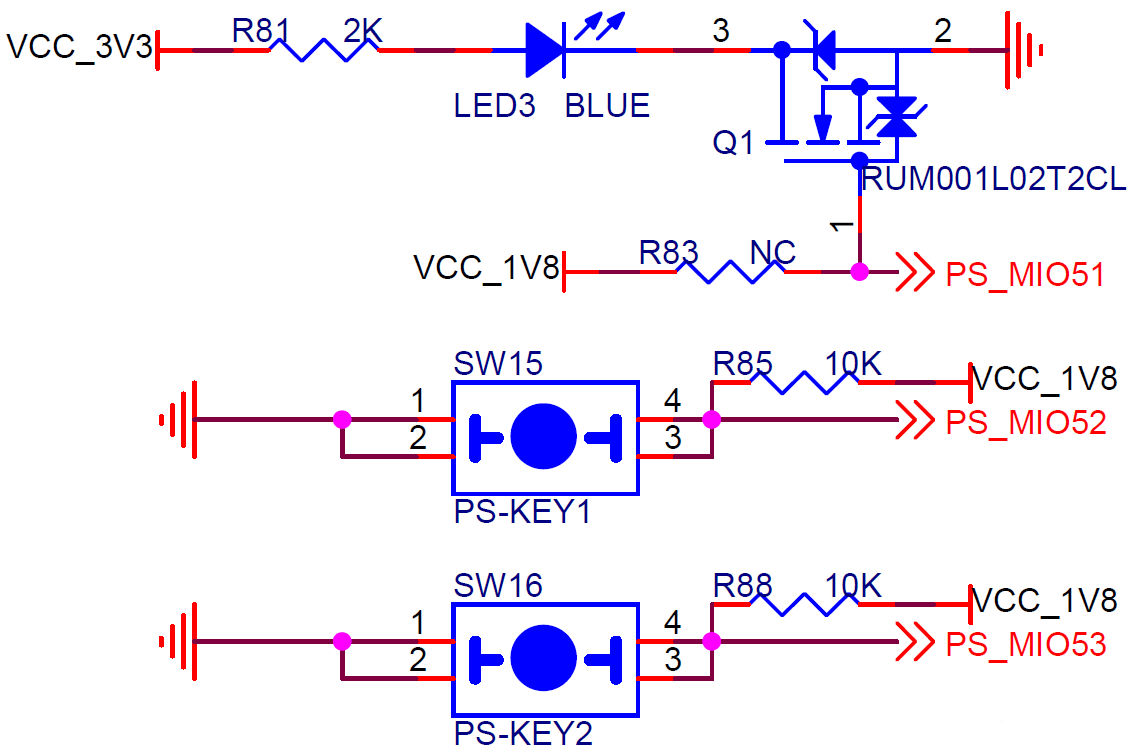 R81 2K 3 2
VCC_3V3
LED3 BLUE
Q1
RUM001L02T2CL
1
R83 NC
VCC_1V8
PS_MIO51
SW15 R85 10K
VCC_1V8
1 4
PS_MIO52
2 3
PS-KEY1
SW16 R88 10K
VCC_1V8
1 4
PS_MIO53
2 3
PS-KEY2